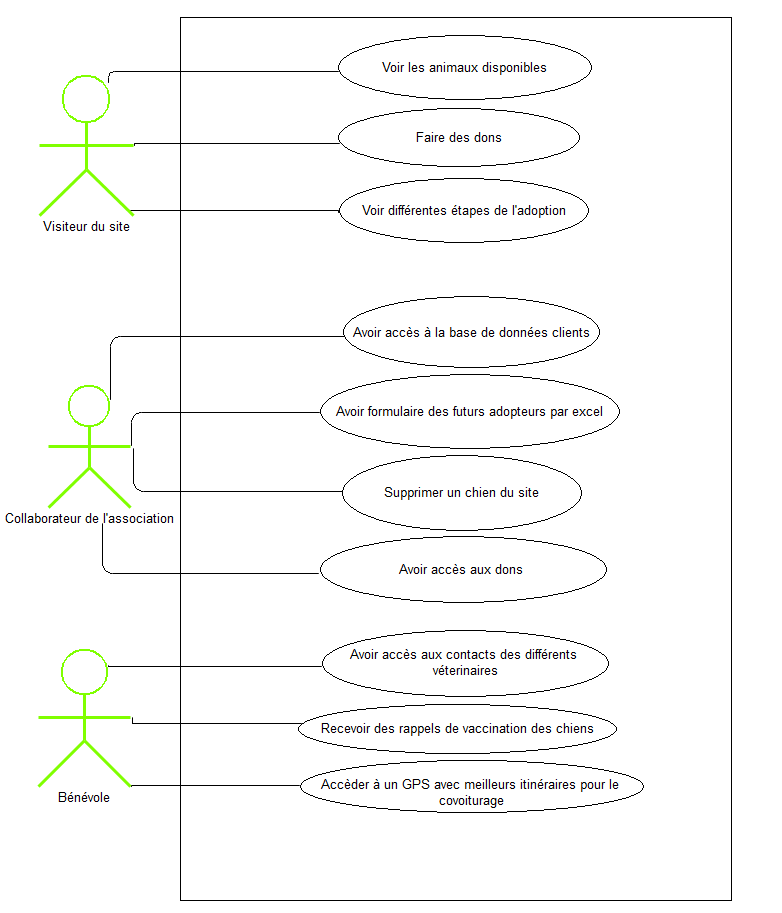 Voir les animaux disponibles
Faire des dons
Voir différentes étapes de l'adoption
Visiteur du site
Avoir accès à la base de données clients
Avoir formulaire des futurs adopteurs par excel
Supprimer un chien du site
Collaborateur de l'association
Avoir accès aux dons
Avoir accès aux contacts des différents
véterinaires
Recevoir des rappels de vaccination des chiens
Accèder à un GPS avec meilleurs itinéraires pour le
covoiturage
Bénévole